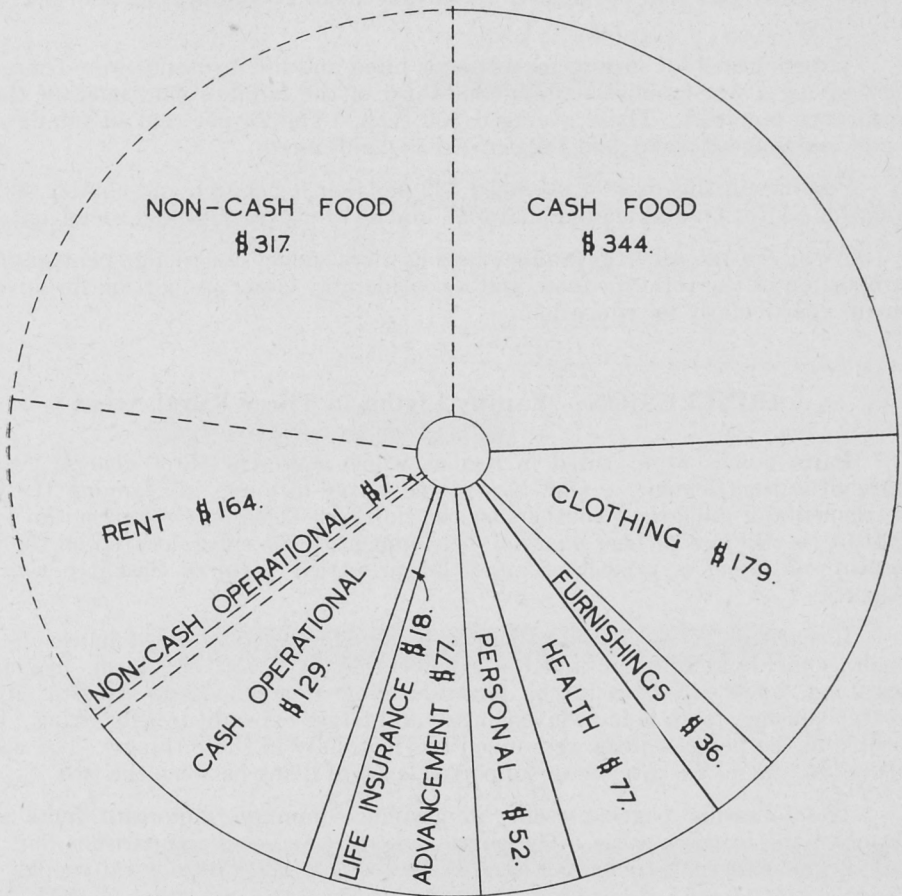 NON-CASH FOOD
$317.
CASH FOOD
$344.
CLOTHING $179.
FURNISHINGS $36.
HEALTH $77.
PERSONAL $52.
ADVANCEMENT $77.
LIFE INSURANCE $18.
CASH OPERATIONAL
$129.
NON-CASH OPERATIONAL $7.
RENT $164.